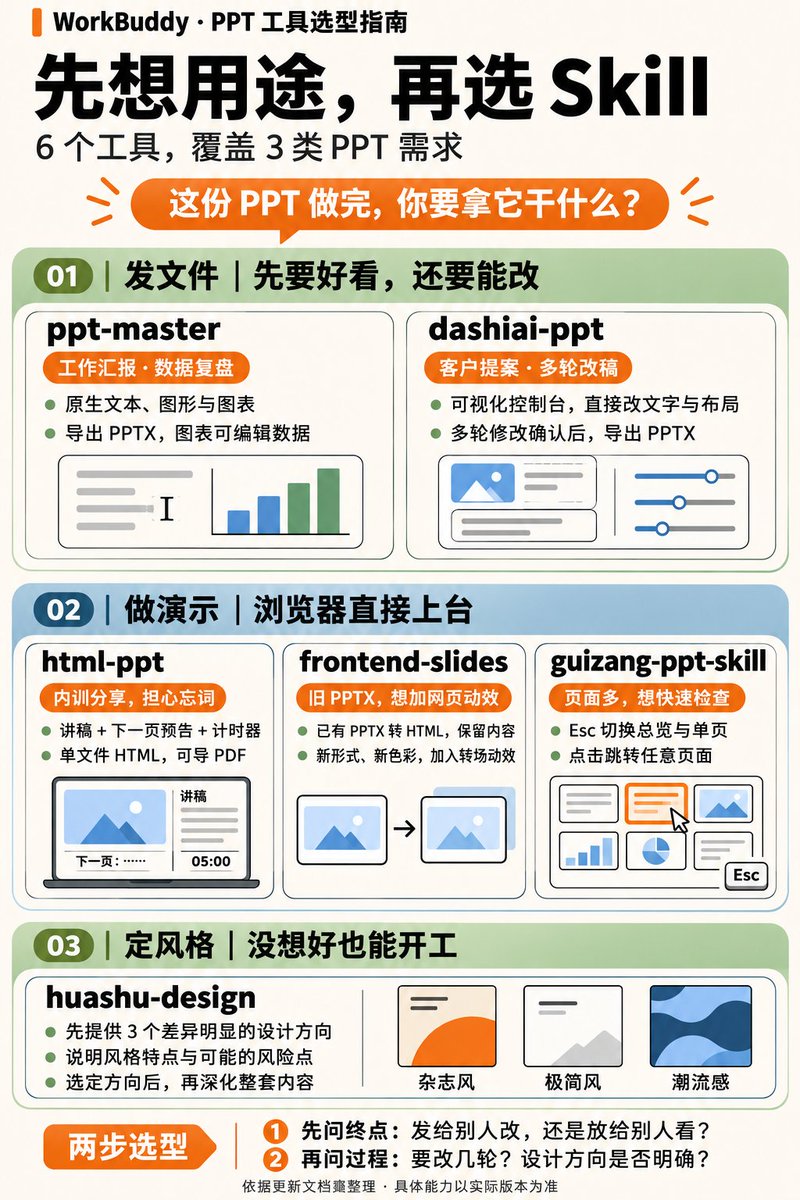 WorkBuddy · PPT 工具选型指南
先想用途，再选 Skill
6 个工具，覆盖 3 类 PPT 需求
这份 PPT 做完，你要拿它干什么？
01 | 发文件 | 先要好看，还要能改
ppt-master
工作汇报 · 数据复盘
原生文本、图形与图表
导出 PPTX，图表可编辑数据
dashiai-ppt
客户提案 · 多轮改稿
可视化控制台，直接改文字与布局
多轮修改确认后，导出 PPTX
02 | 做演示 | 浏览器直接上台
html-ppt
内训分享，担心忘词
讲稿 + 下一页预告 + 计时器
单文件 HTML，可导 PDF
讲稿
下一页：······
05:00
frontend-slides
旧 PPTX，想加网页动效
已有 PPTX 转 HTML，保留内容
新形式、新色彩，加入转场动效
guizang-ppt-skill
页面多，想快速检查
Esc 切换总览与单页
点击跳转任意页面
Esc
03 | 定风格 | 没想好也能开工
huashu-design
先提供 3 个差异明显的设计方向
说明风格特点与可能的风险点
选定方向后，再深化整套内容
杂志风
极简风
潮流感
两步选型
1 先问终点：发给别人改，还是放给别人看？
2 再问过程：要改几轮？设计方向是否明确？
依据更新文档整理 · 具体能力以实际版本为准